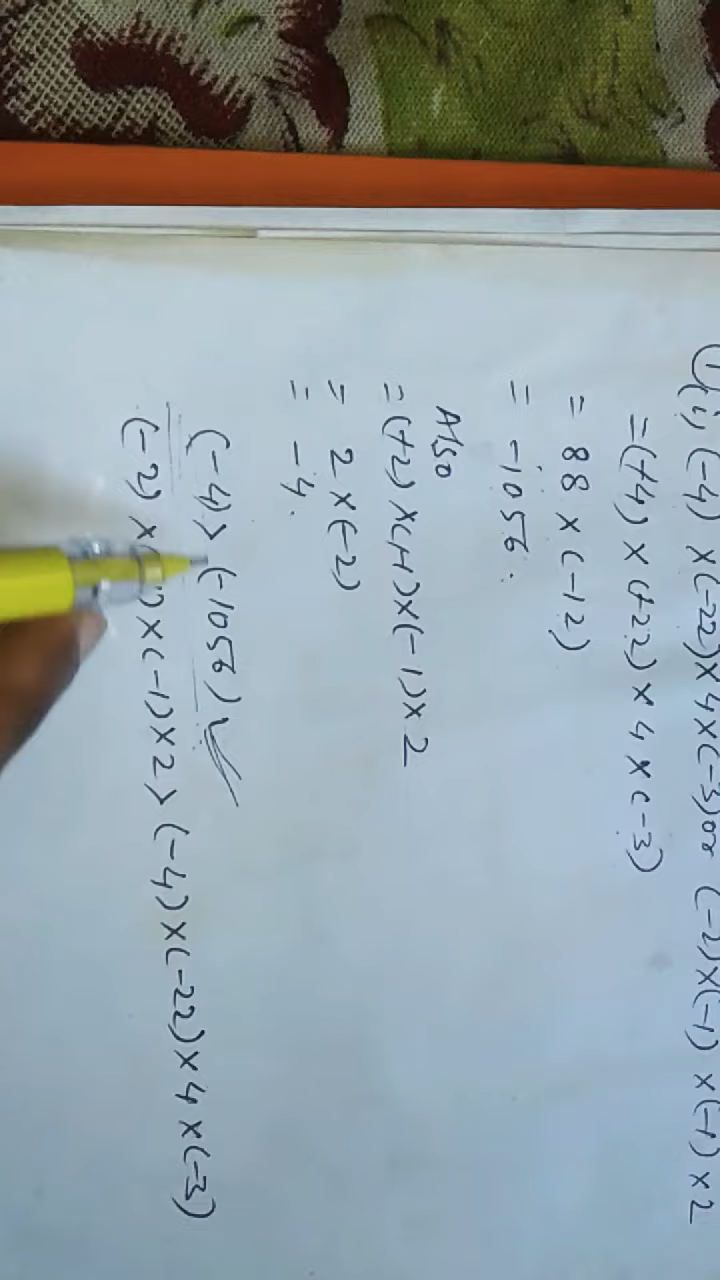 ① (i) (-4) × (-22) × 4 × (-3) or (-2) × (-1) × (-1) × 2
= (+4) × (+22) × 4 × (-3)
= 88 × (-12)
= -1056.
Also
= (+2) × (+1) × (-1) × 2
= 2 × (-2)
= -4.
(-4) > (-1056)
(-2) × ) × (-1) × 2 > (-4) × (-22) × 4 × (-3)